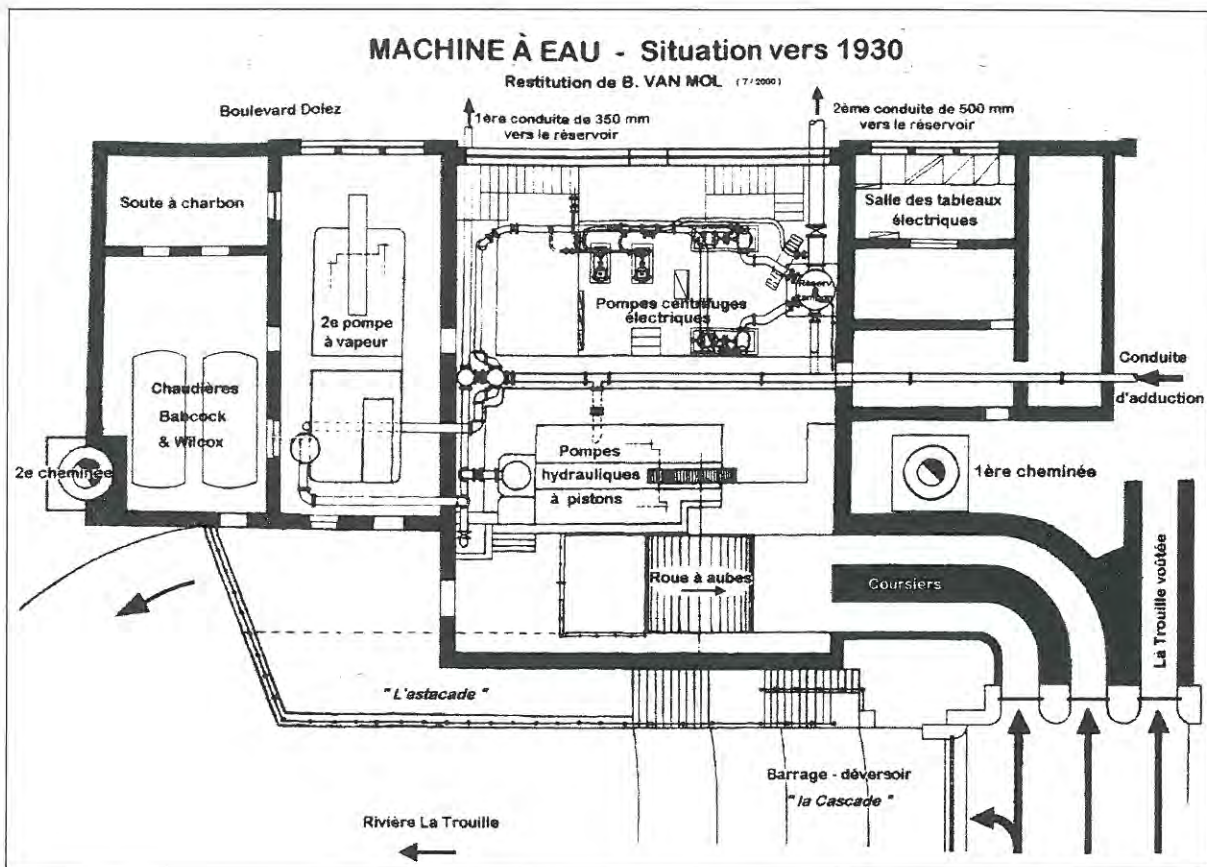 MACHINE À EAU - Situation vers 1930
Restitution de B. VAN MOL (7/2000)
Boulevard Dolez
1ère conduite de 350 mm
vers le réservoir
2ème conduite de 500 mm
vers le réservoir
Soute à charbon
Salle des tableaux
électriques
Réserv
Pompes centrifuges
électriques
2e pompe
à vapeur
Conduite
d'adduction
Chaudières
Babcock
& Wilcox
Pompes
hydrauliques
à pistons
2e cheminée
1ère cheminée
Roue à aubes
Coursiers
La Trouille voûtée
" L'astacade "
Barrage - déversoir
" la Cascade "
Rivière La Trouille